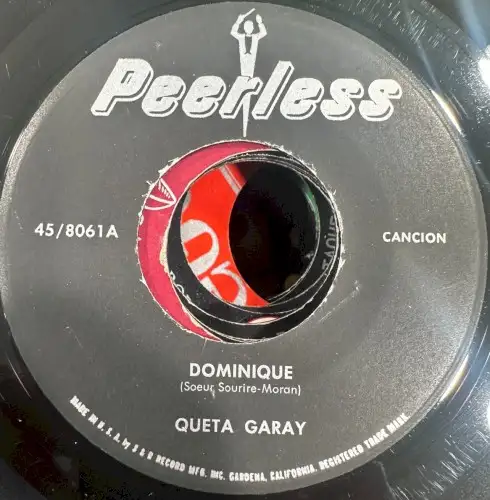 Peerless
45/8061A
CANCION
DOMINIQUE
(Soeur Sourire-Moran)
QUETA GARAY
MADE IN U.S.A. by S & R RECORD MFG. INC. GARDENA, CALIFORNIA. REGISTERED TRADE MARK.